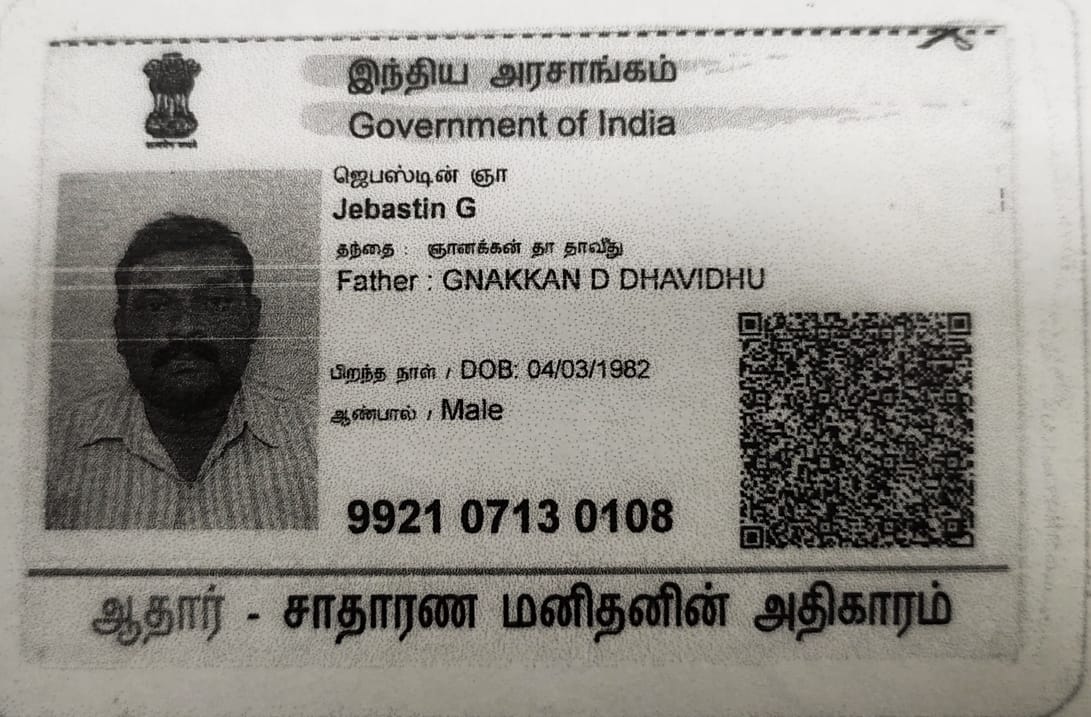 இந்திய அரசாங்கம்
Government of India
ஜெபஸ்டின் ஞா
Jebastin G
தந்தை : ஞானக்கன் தா தாவீது
Father : GNAKKAN D DHAVIDHU
பிறந்த நாள் / DOB: 04/03/1982
ஆண்பால் / Male
9921 0713 0108
ஆதார் - சாதாரண மனிதனின் அதிகாரம்